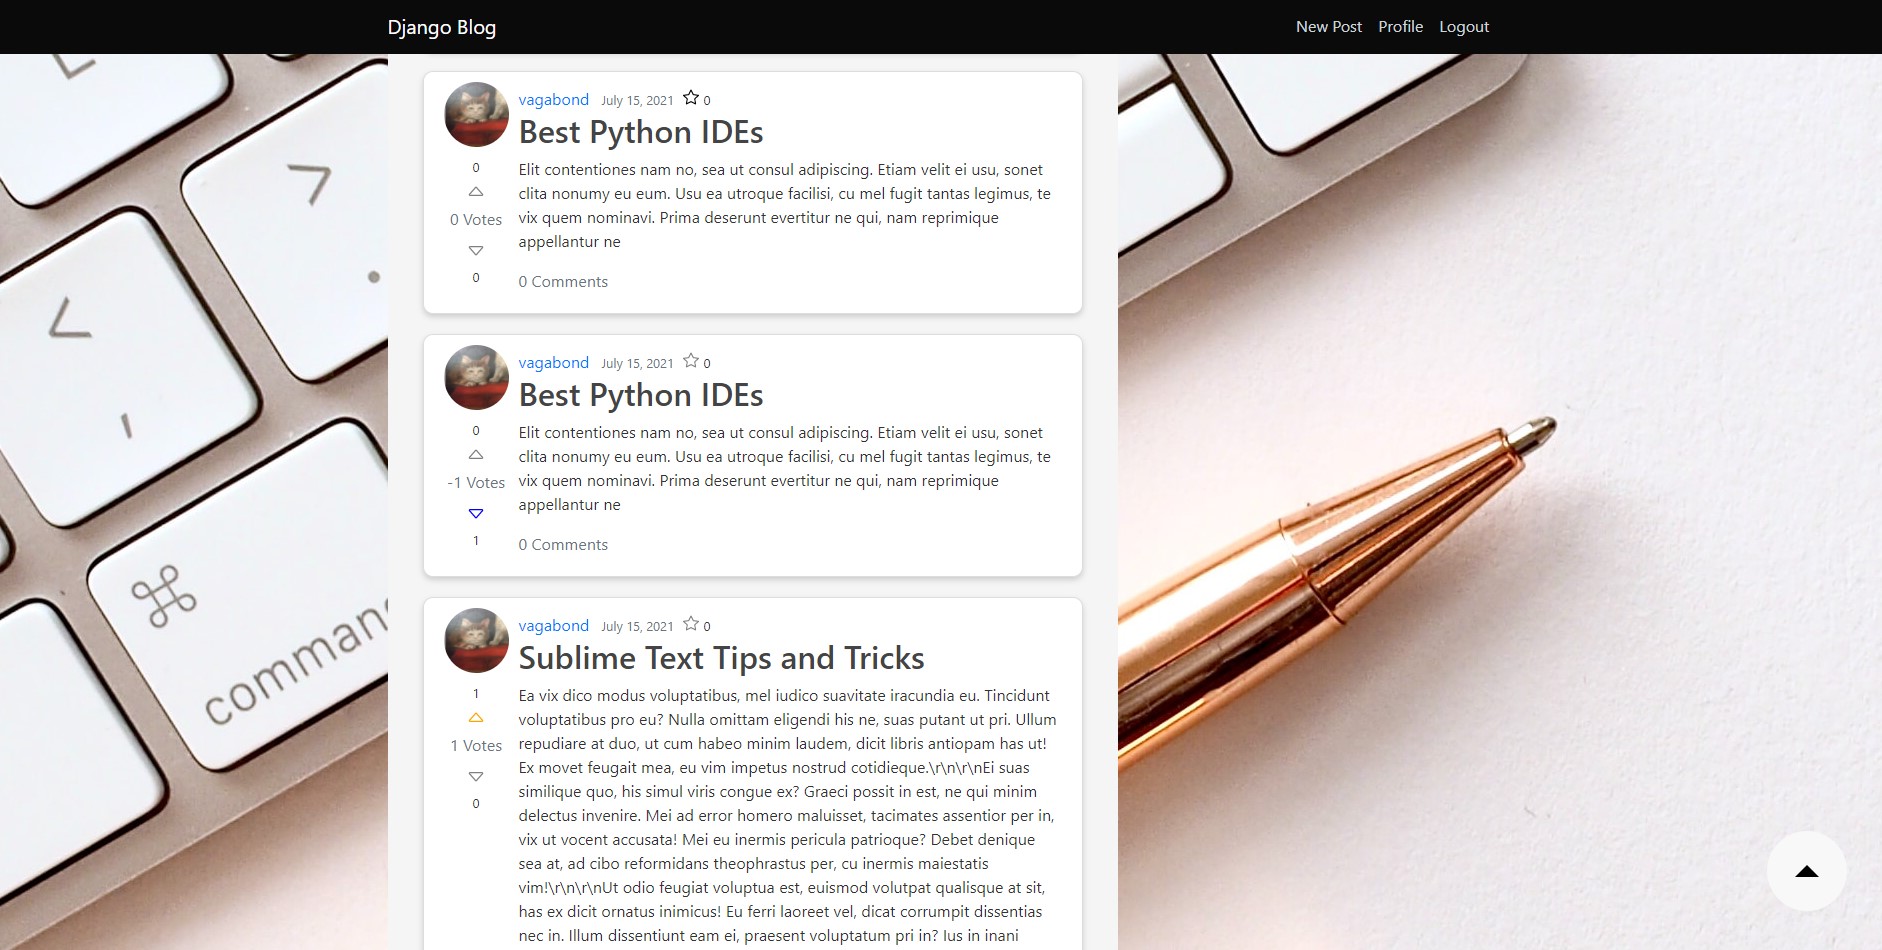 Django Blog
New Post Profile Logout
vagabond July 15, 2021 0
Best Python IDEs
0
0 Votes
0
Elit contentiones nam no, sea ut consul adipiscing. Etiam velit ei usu, sonet
clita nonumy eu eum. Usu ea utroque facilisi, cu mel fugit tantas legimus, te
vix quem nominavi. Prima deserunt evertitur ne qui, nam reprimique
appellantur ne
0 Comments
vagabond July 15, 2021 0
Best Python IDEs
0
-1 Votes
1
Elit contentiones nam no, sea ut consul adipiscing. Etiam velit ei usu, sonet
clita nonumy eu eum. Usu ea utroque facilisi, cu mel fugit tantas legimus, te
vix quem nominavi. Prima deserunt evertitur ne qui, nam reprimique
appellantur ne
0 Comments
vagabond July 15, 2021 0
Sublime Text Tips and Tricks
1
1 Votes
0
Ea vix dico modus voluptatibus, mel iudico suavitate iracundia eu. Tincidunt
voluptatibus pro eu? Nulla omittam eligendi his ne, suas putant ut pri. Ullum
repudiare at duo, ut cum habeo minim laudem, dicit libris antiopam has ut!
Ex movet feugait mea, eu vim impetus nostrud cotidieque.\r\n\r\nEi suas
similique quo, his simul viris congue ex? Graeci possit in est, ne qui minim
delectus invenire. Mei ad error homero maluisset, tacimates assentior per in,
vix ut vocent accusata! Mei eu inermis pericula patrioque? Debet denique
sea at, ad cibo reformidans theophrastus per, cu inermis maiestatis
vim!\r\n\r\nUt odio feugiat voluptua est, euismod volutpat qualisque at sit,
has ex dicit ornatus inimicus! Eu ferri laoreet vel, dicat corrumpit dissentias
nec in. Illum dissentiunt eam ei, praesent voluptatum pri in? Ius in inani
L
>
.
<
,
⌘
comman